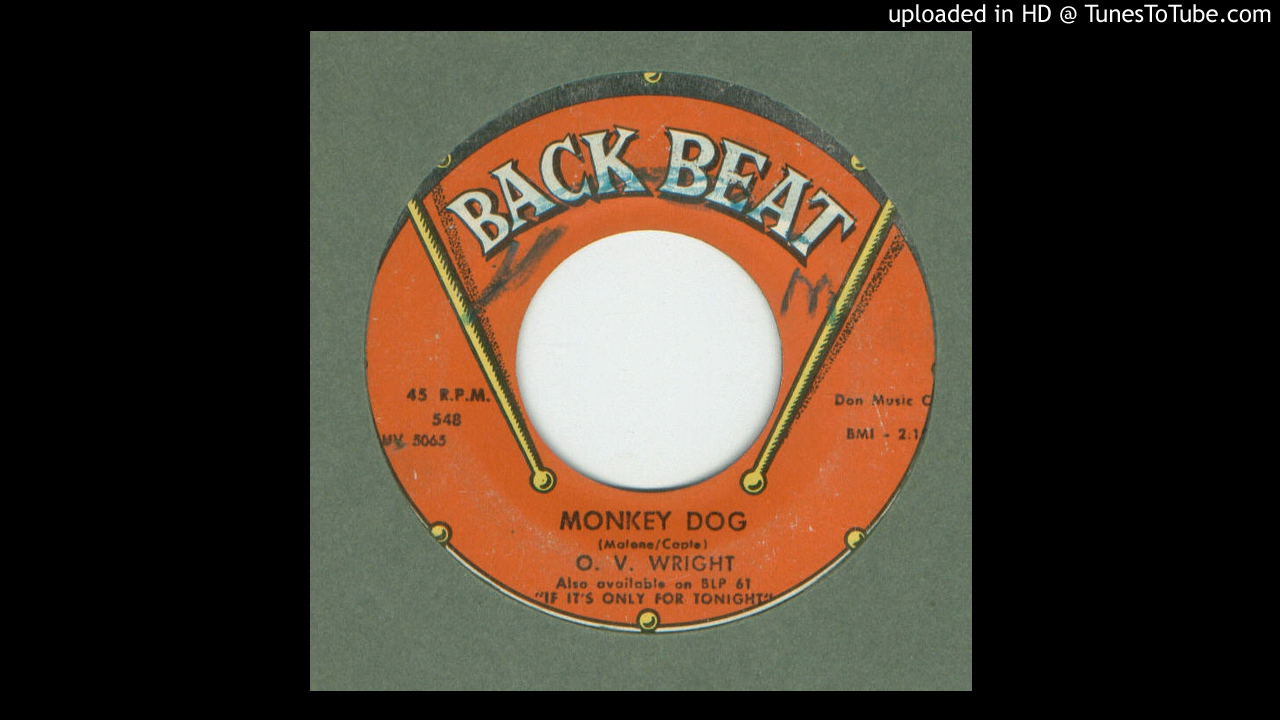 uploaded in HD @ TunesToTube.com
BACK BEAT
M
45 R.P.M.
548
UV 5065
Don Music
BMI - 2:1
MONKEY DOG
(Malone/Caple)
O. V. WRIGHT
Also available on BLP 61
"IF IT'S ONLY FOR TONIGHT"